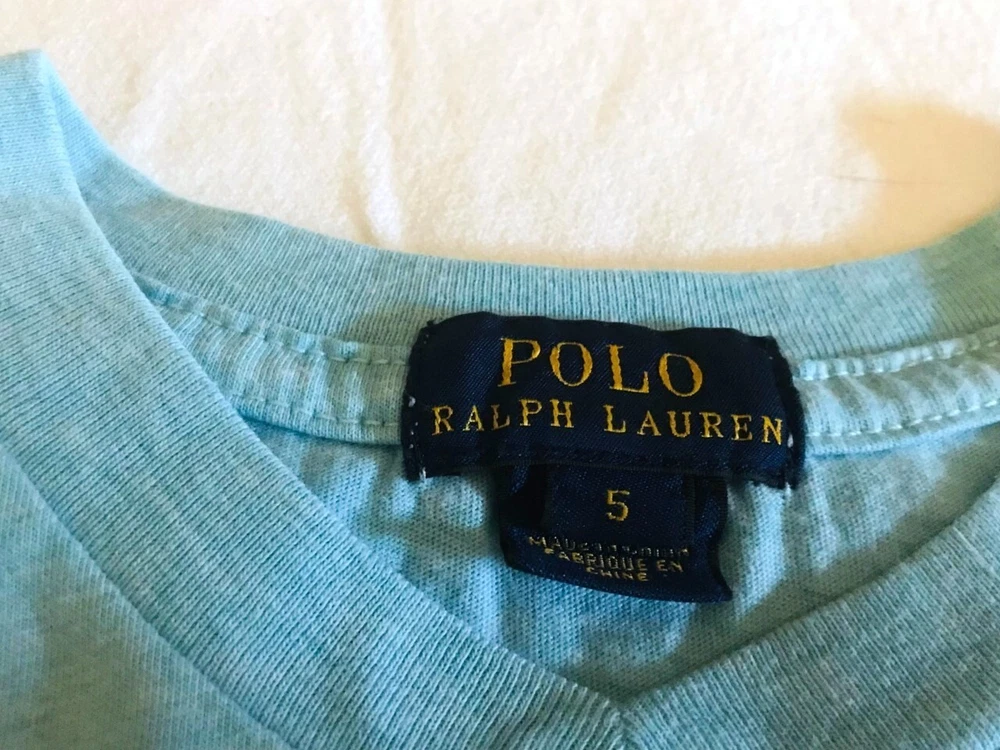 POLO
RALPH LAUREN
5
FABRIQUE EN
CHINE